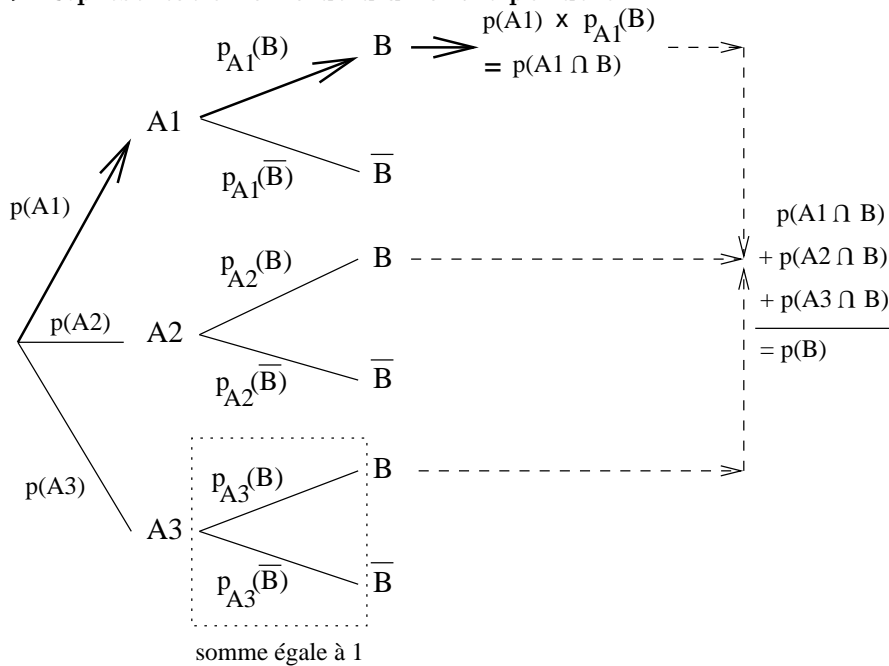 p(A1) x p_A1(B)
= p(A1 ∩ B)
p_A1(B)
B
A1
p_A1(B̅)
B̅
p(A1)
p(A1 ∩ B)
+ p(A2 ∩ B)
+ p(A3 ∩ B)
= p(B)
p_A2(B)
B
p(A2)
A2
p_A2(B̅)
B̅
p(A3)
A3
p_A3(B)
B
p_A3(B̅)
B̅
somme égale à 1